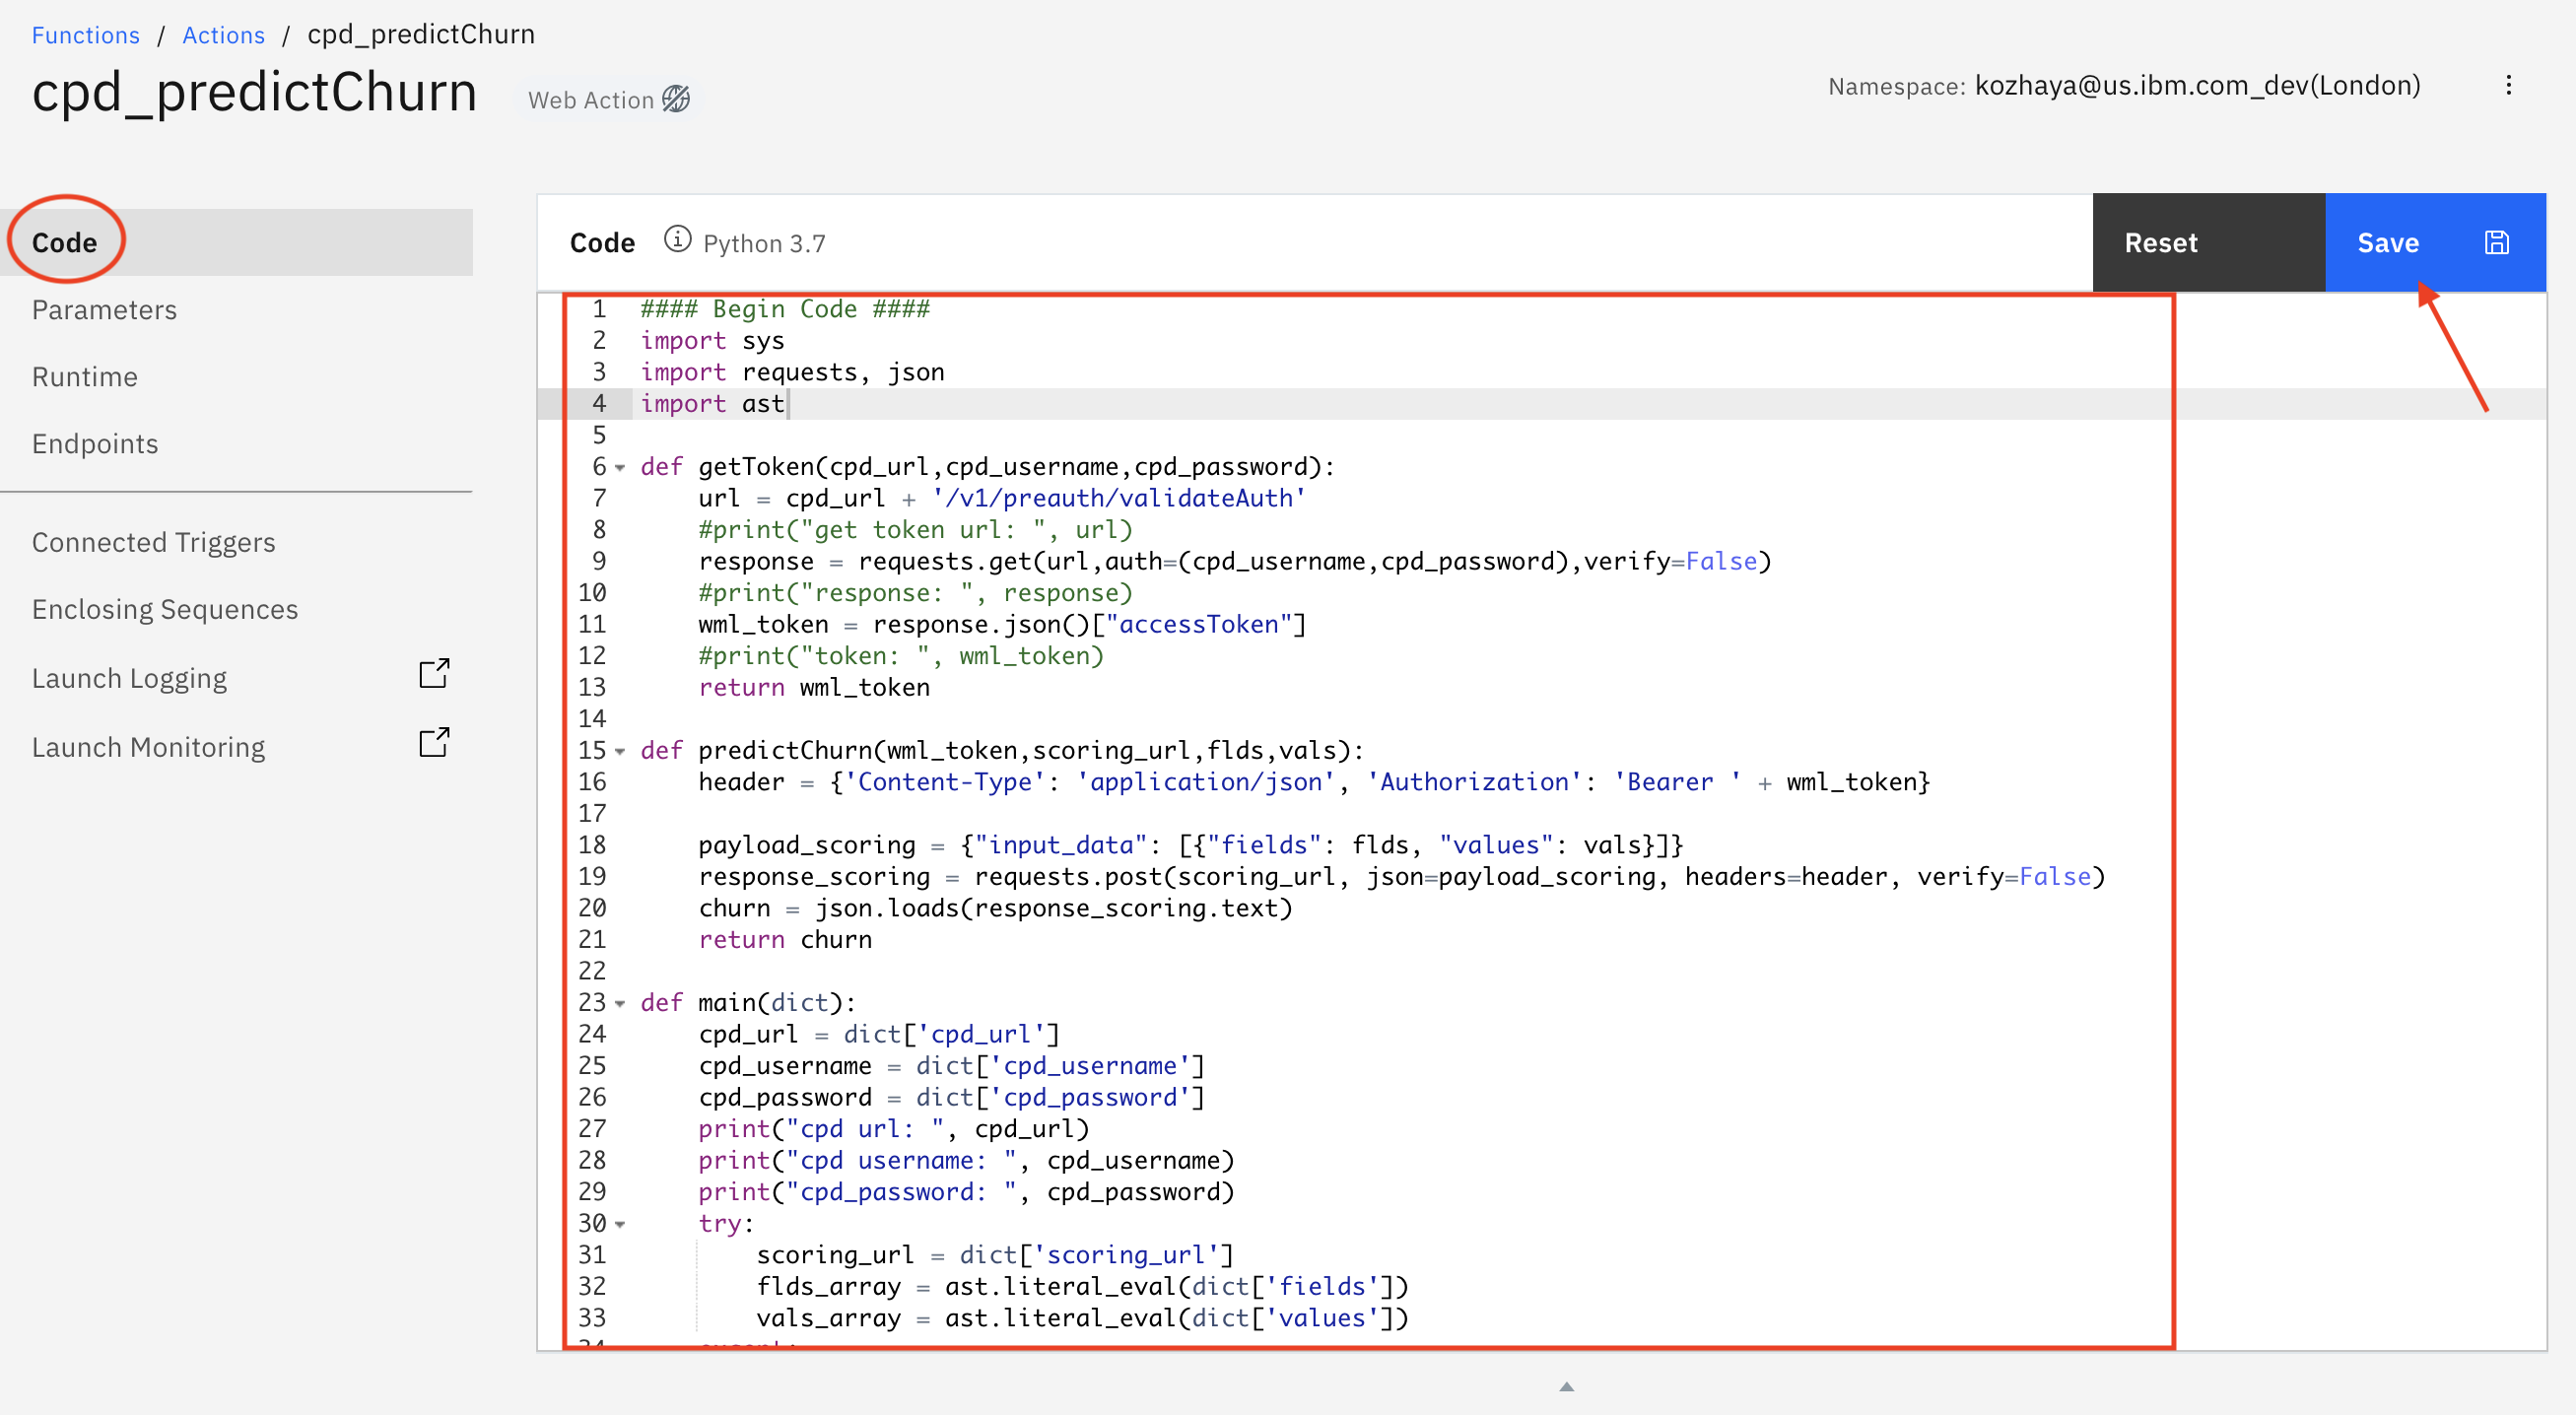 Functions / Actions / cpd_predictChurn
cpd_predictChurn Web Action
Namespace: kozhaya@us.ibm.com_dev(London)
Code
Parameters
Runtime
Endpoints
Connected Triggers
Enclosing Sequences
Launch Logging
Launch Monitoring
Code Python 3.7
Reset
Save
1 #### Begin Code ####
2 import sys
3 import requests, json
4 import ast
5
6 def getToken(cpd_url,cpd_username,cpd_password):
7     url = cpd_url + '/v1/preauth/validateAuth'
8     #print("get token url: ", url)
9     response = requests.get(url,auth=(cpd_username,cpd_password),verify=False)
10     #print("response: ", response)
11     wml_token = response.json()["accessToken"]
12     #print("token: ", wml_token)
13     return wml_token
14
15 def predictChurn(wml_token,scoring_url,flds,vals):
16     header = {'Content-Type': 'application/json', 'Authorization': 'Bearer ' + wml_token}
17
18     payload_scoring = {"input_data": [{"fields": flds, "values": vals}]}
19     response_scoring = requests.post(scoring_url, json=payload_scoring, headers=header, verify=False)
20     churn = json.loads(response_scoring.text)
21     return churn
22
23 def main(dict):
24     cpd_url = dict['cpd_url']
25     cpd_username = dict['cpd_username']
26     cpd_password = dict['cpd_password']
27     print("cpd url: ", cpd_url)
28     print("cpd username: ", cpd_username)
29     print("cpd_password: ", cpd_password)
30     try:
31         scoring_url = dict['scoring_url']
32         flds_array = ast.literal_eval(dict['fields'])
33         vals_array = ast.literal_eval(dict['values'])